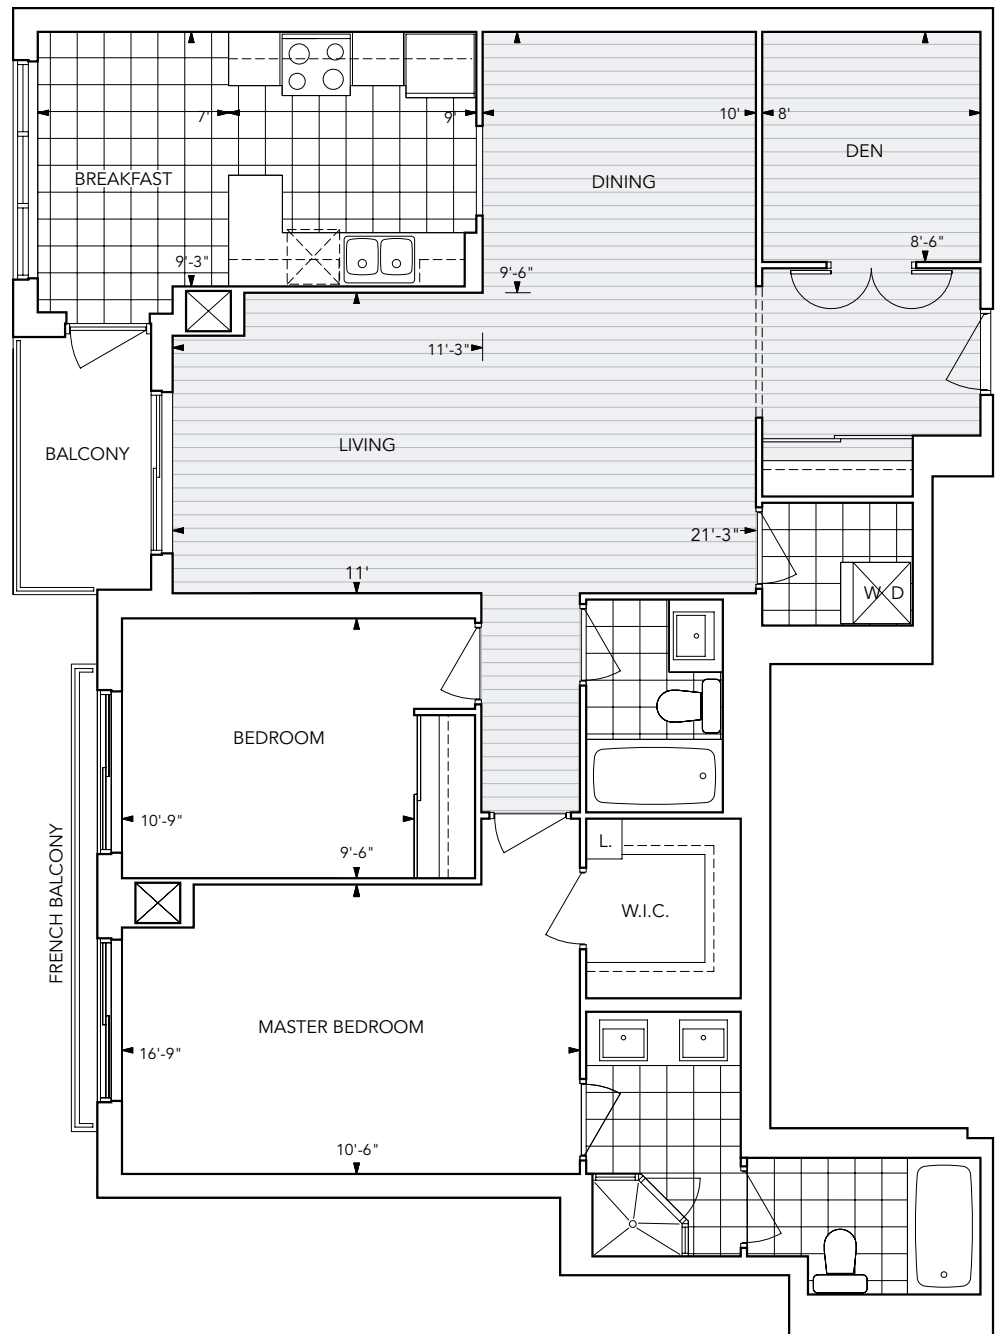 7'
9'
10'
8'
DEN
BREAKFAST
DINING
8'-6"
9'-3"
9'-6"
11'-3"
LIVING
BALCONY
21'-3"
11'
W D
BEDROOM
10'-9"
9'-6"
L.
FRENCH BALCONY
W.I.C.
MASTER BEDROOM
16'-9"
10'-6"